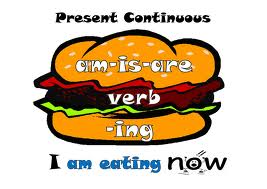 Present Continuous
am-is-are
verb
-ing
I am eating now